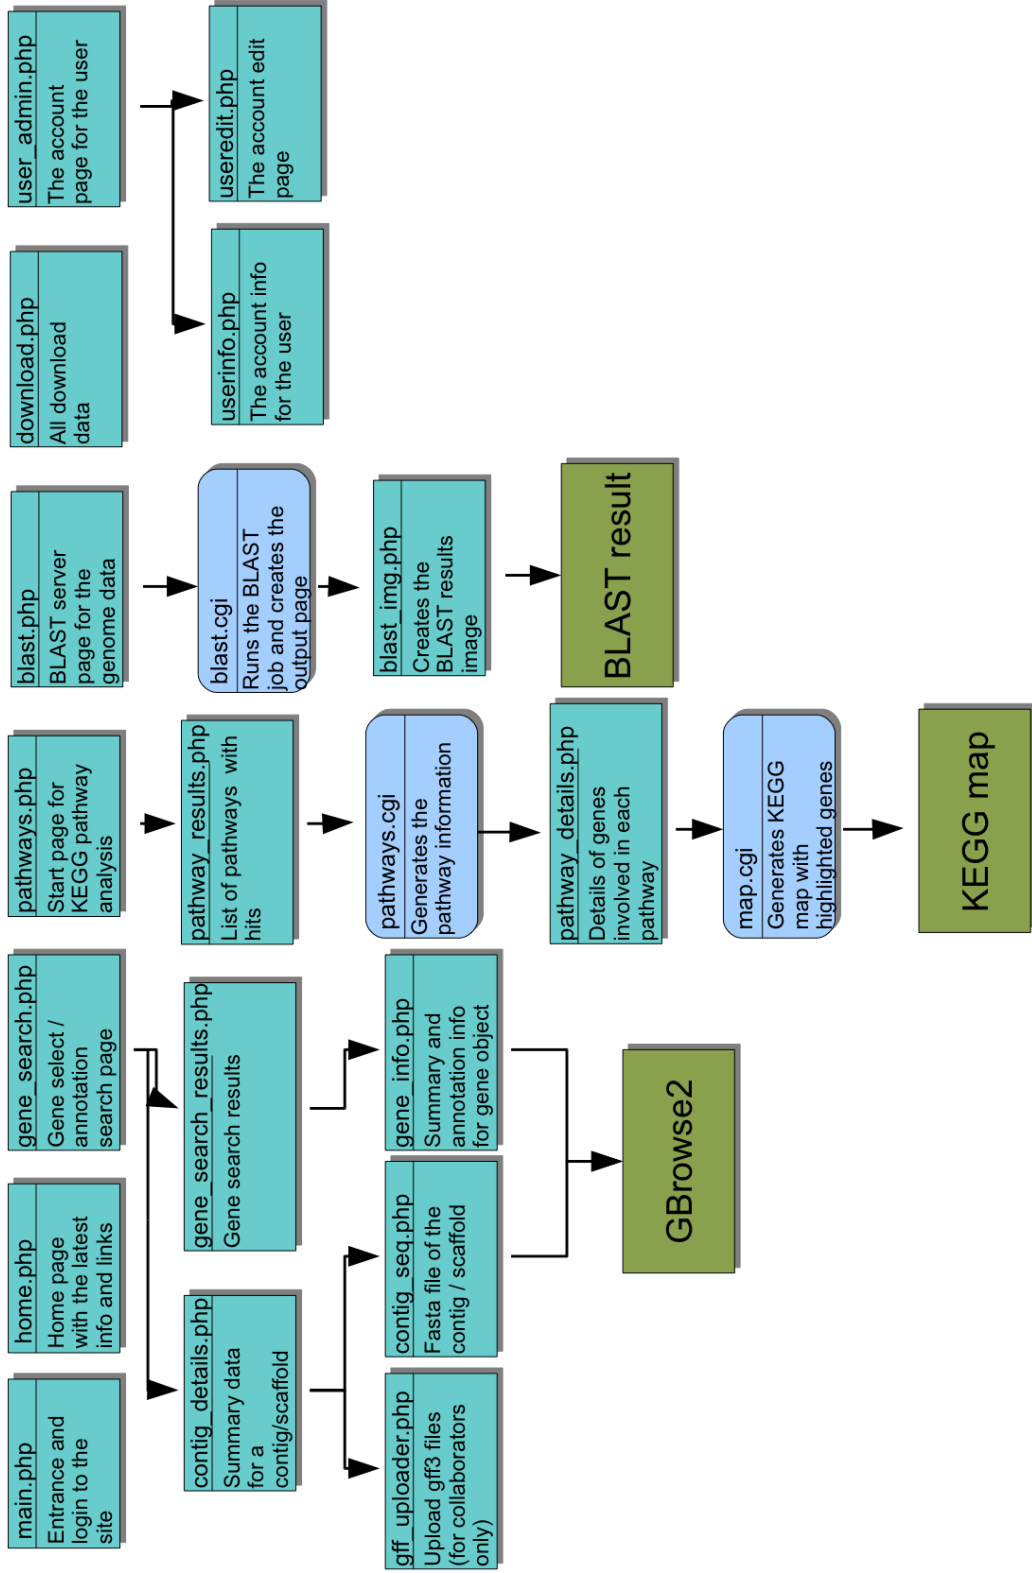 main.php
Entrance and
login to the
site
home.php
Home page
with the latest
info and links
gene_search.php
Gene select /
annotation
search page
pathways.php
Start page for
KEGG pathway
analysis
blast.php
BLAST server
page for the
genome data
download.php
All download
data
user_admin.php
The account
page for the user
contig_details.php
Summary data
for a
contig/scaffold
gene_search_results.php
Gene search results
pathway_results.php
List of pathways with
hits
blast.cgi
Runs the BLAST
job and creates the
output page
userinfo.php
The account info
for the user
useredit.php
The account edit
page
gff_uploader.php
Upload gff3 files
(for collaborators
only)
contig_seq.php
Fasta file of the
contig / scaffold
gene_info.php
Summary and
annotation info
for gene object
pathways.cgi
Generates the
pathway information
blast_img.php
Creates the
BLAST results
image
pathway_details.php
Details of genes
involved in each
pathway
BLAST result
GBrowse2
map.cgi
Generates KEGG
map with
highlighted genes
KEGG map